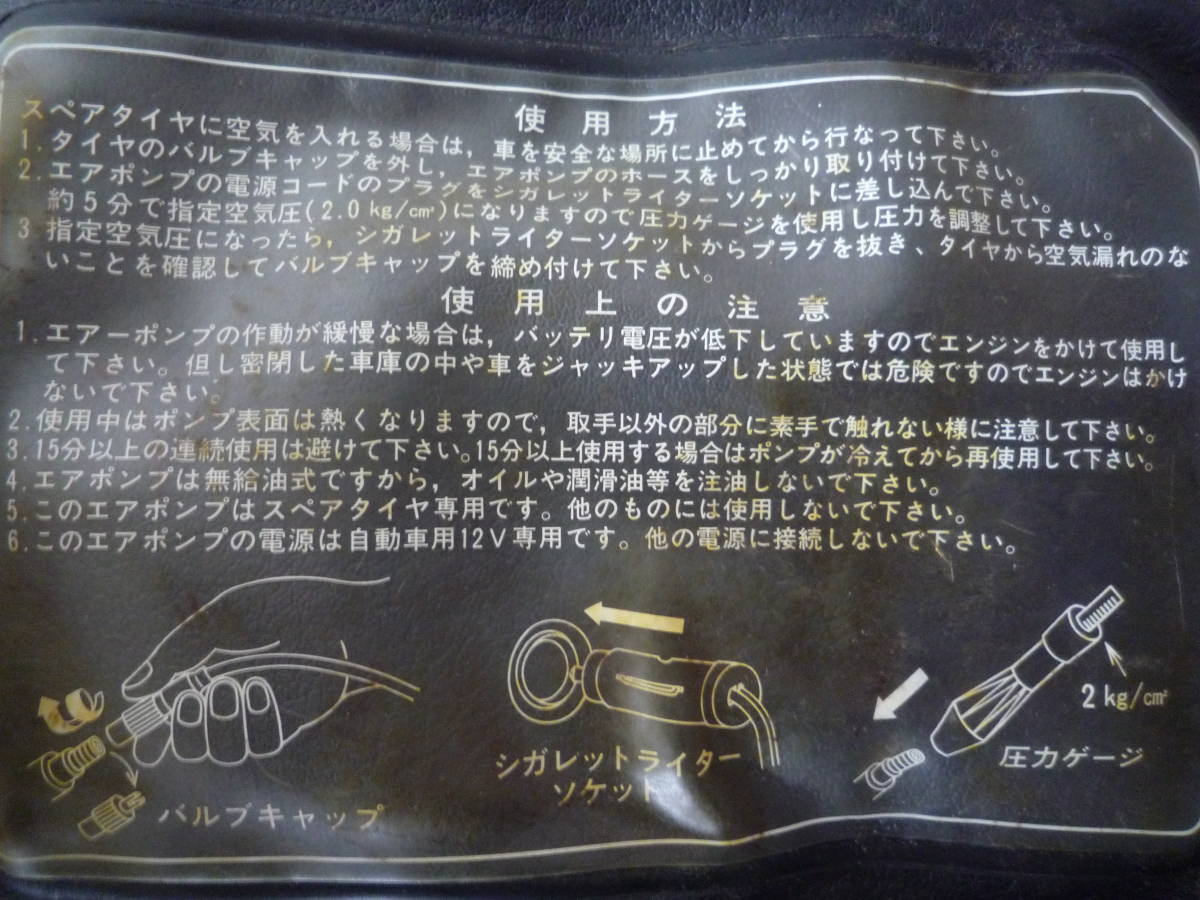 使用方法
スペアタイヤに空気を入れる場合は，車を安全な場所に止めてから行なって下さい。
1.タイヤのバルブキャップを外し，エアポンプのホースをしっかり取り付けて下さい。
2.エアポンプの電源コードのプラグをシガレットライターソケットに差し込んで下さい。
約5分で指定空気圧(2.0kg/cm²)になりますので圧力ゲージを使用し圧力を調整して下さい。
3 指定空気圧になったら，シガレットライターソケットからプラグを抜き、タイヤから空気漏れのな
いことを確認してバルブキャップを締め付けて下さい。
使用上の注意
1.エアーポンプの作動が緩慢な場合は，バッテリ電圧が低下していますのでエンジンをかけて使用し
て下さい。但し密閉した車庫の中や車をジャッキアップした状態では危険ですのでエンジンはかけ
ないで下さい。
2.使用中はポンプ表面は熱くなりますので，取手以外の部分に素手で触れない様に注意して下さい。
3.15分以上の連続使用は避けて下さい。15分以上使用する場合はポンプが冷えてから再使用して下さい。
4.エアポンプは無給油式ですから，オイルや潤滑油等を注油しないで下さい。
5.このエアポンプはスペアタイヤ専用です。他のものには使用しないで下さい。
6.このエアポンプの電源は自動車用12V専用です。他の電源に接続しないで下さい。
バルブキャップ
シガレットライター
ソケット
2kg/cm²
圧力ゲージ